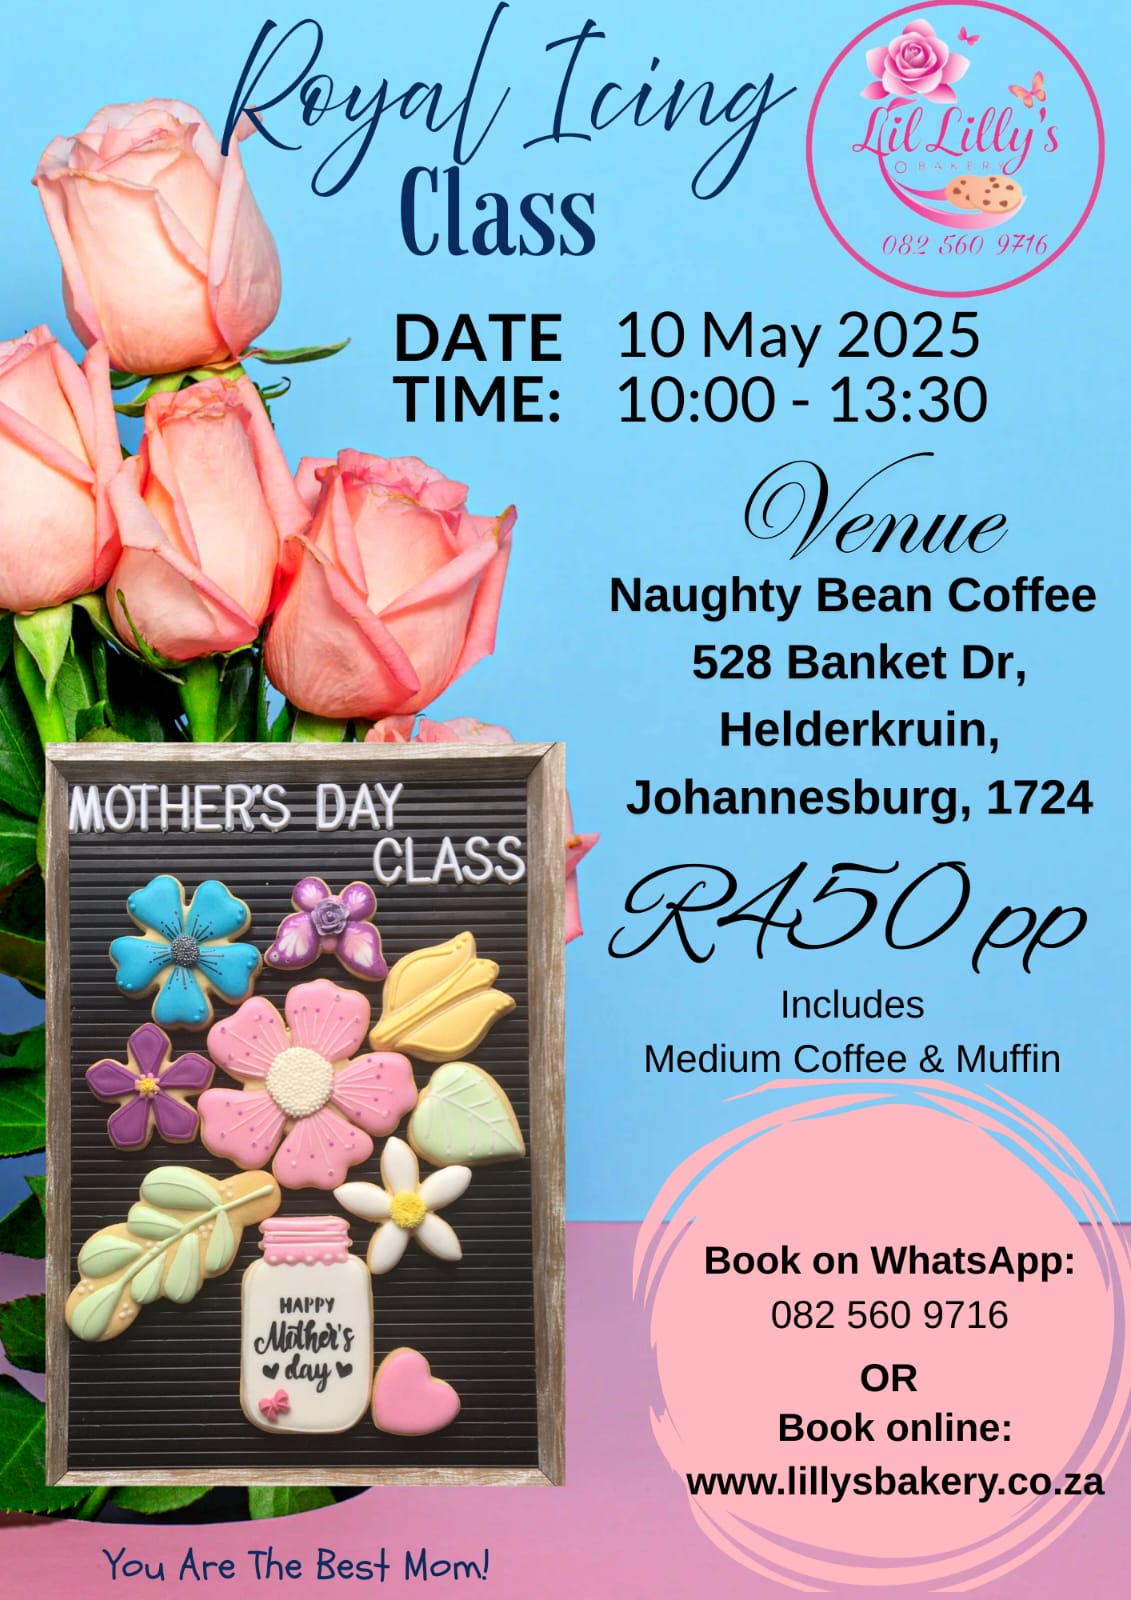 Royal Icing
Class
Lil Lilly's
BAKERY
082 560 9716
DATE 10 May 2025
TIME: 10:00 - 13:30
Venue
Naughty Bean Coffee
528 Banket Dr,
Helderkruin,
Johannesburg, 1724
R450 pp
Includes
Medium Coffee & Muffin
MOTHER'S DAY
CLASS
HAPPY
Mother's
day
Book on WhatsApp:
082 560 9716
OR
Book online:
www.lillysbakery.co.za
You Are The Best Mom!